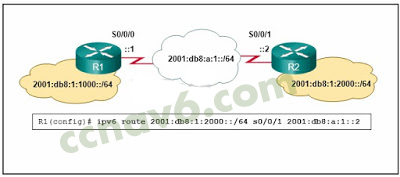 S0/0/0
S0/0/1
::1
2001:db8:a:1::/64
::2
R1
R2
2001:db8:1:1000::/64
2001:db8:1:2000::/64
R1(config)# ipv6 route 2001:db8:1:2000::/64 s0/0/1 2001:db8:a:1::2
ccnav6.com